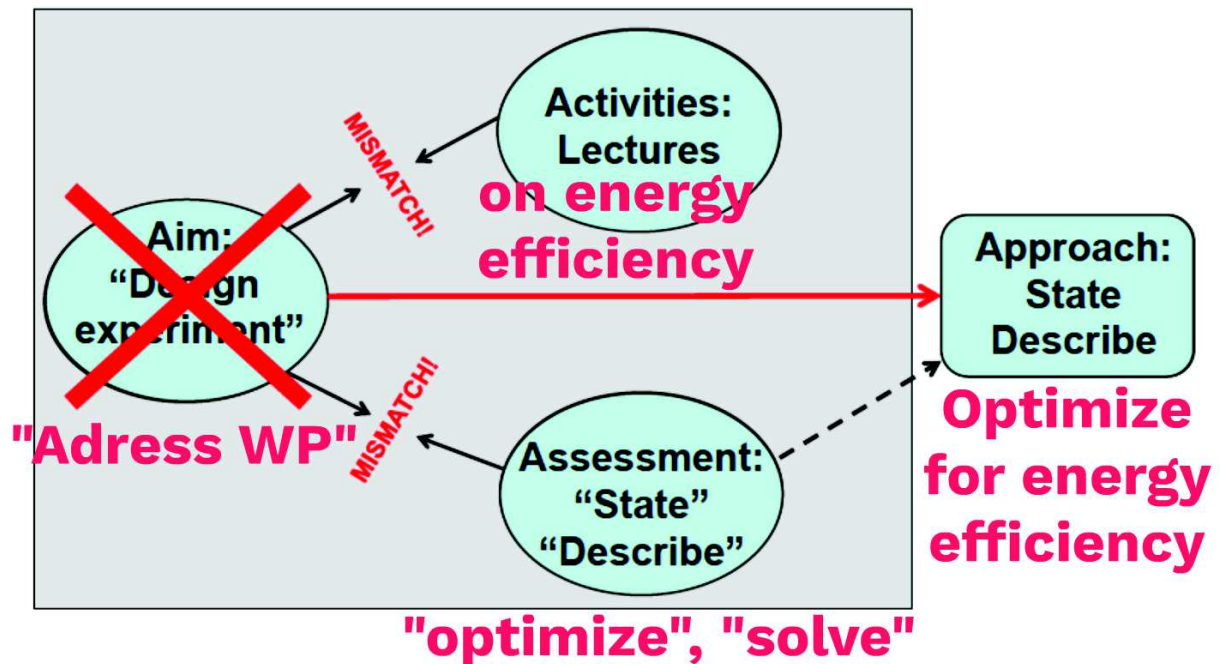 Activities:
Lectures
on energy
efficiency
MISMATCH!
Aim:
“Design
experiment”
"Adress WP"
MISMATCH!
Assessment:
“State”
“Describe”
"optimize", "solve"
Approach:
State
Describe
Optimize
for energy
efficiency